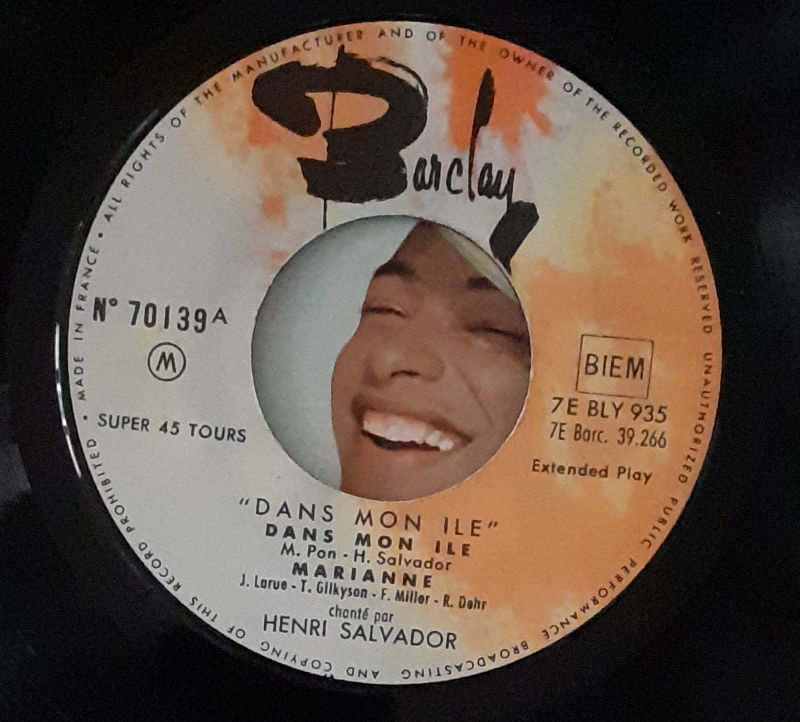 MADE IN FRANCE • ALL RIGHTS OF THE MANUFACTURER AND OF THE OWNER OF THE RECORDED WORK RESERVED UNAUTHORIZED PUBLIC PERFORMANCE BROADCASTING AND COPYING OF THIS RECORD PROHIBITED •
Barclay
N° 70139 A
M
SUPER 45 TOURS
BIEM
7E BLY 935
7E Barc. 39.266
Extended Play
"DANS MON ILE"
DANS MON ILE
M. Pon - H. Salvador
MARIANNE
J. Larue - T. Gilkyson - F. Miller - R. Dehr
chanté par
HENRI SALVADOR